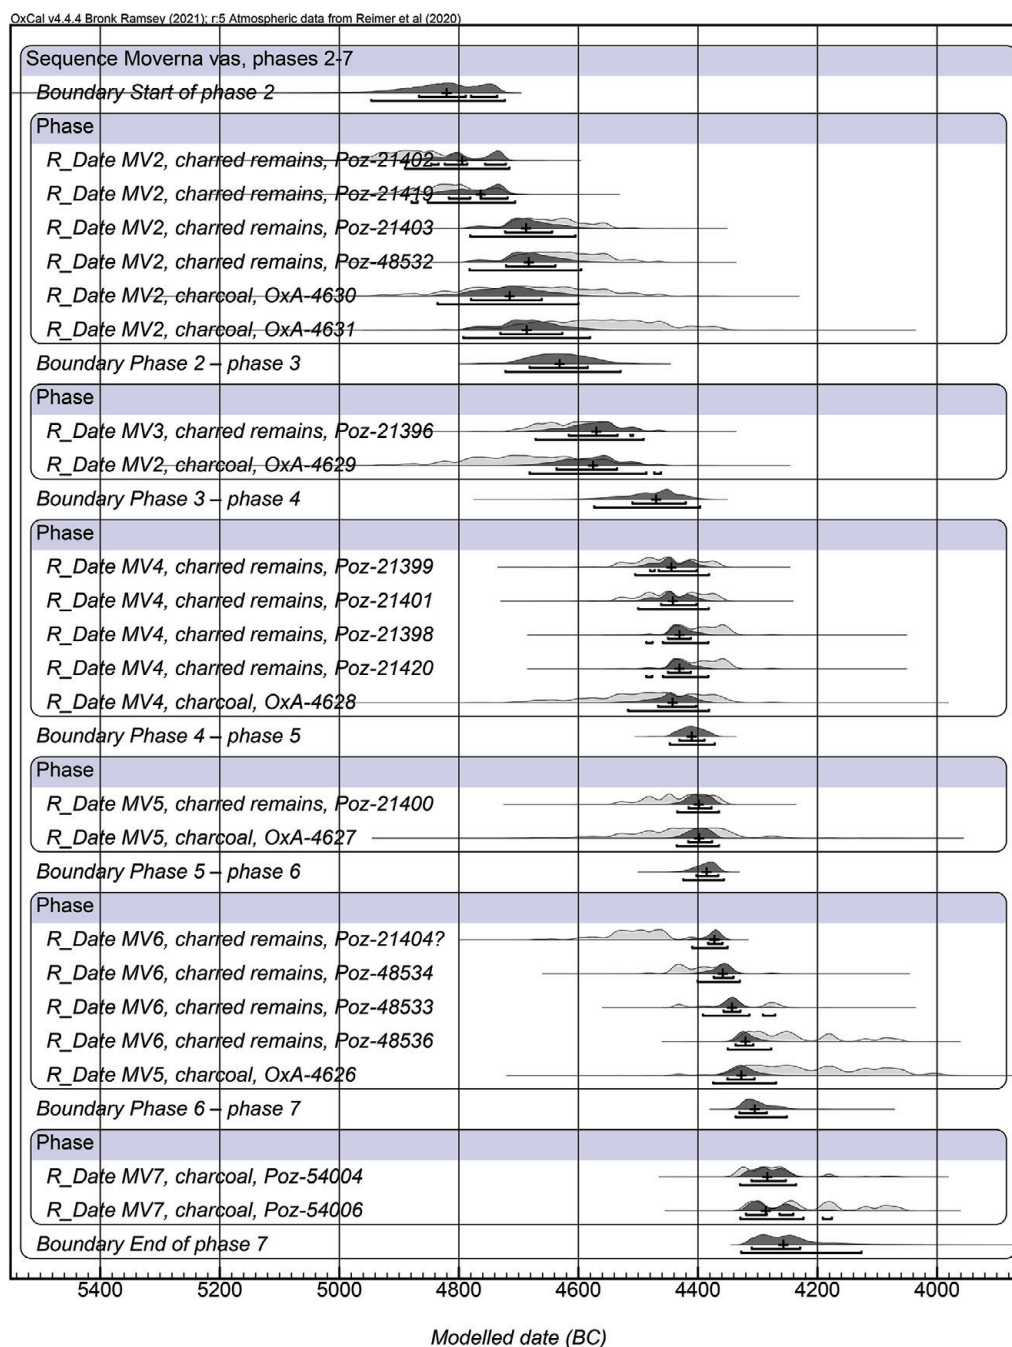 OxCal v4.4.4 Bronk Ramsey (2021); r:5 Atmospheric data from Reimer et al (2020)
Sequence Moverna vas, phases 2-7
Boundary Start of phase 2
Phase
R_Date MV2, charred remains, Poz-21402
R_Date MV2, charred remains, Poz-21419
R_Date MV2, charred remains, Poz-21403
R_Date MV2, charred remains, Poz-48532
R_Date MV2, charcoal, OxA-4630
R_Date MV2, charcoal, OxA-4631
Boundary Phase 2 – phase 3
Phase
R_Date MV3, charred remains, Poz-21396
R_Date MV2, charcoal, OxA-4629
Boundary Phase 3 – phase 4
Phase
R_Date MV4, charred remains, Poz-21399
R_Date MV4, charred remains, Poz-21401
R_Date MV4, charred remains, Poz-21398
R_Date MV4, charred remains, Poz-21420
R_Date MV4, charcoal, OxA-4628
Boundary Phase 4 – phase 5
Phase
R_Date MV5, charred remains, Poz-21400
R_Date MV5, charcoal, OxA-4627
Boundary Phase 5 – phase 6
Phase
R_Date MV6, charred remains, Poz-21404?
R_Date MV6, charred remains, Poz-48534
R_Date MV6, charred remains, Poz-48533
R_Date MV6, charred remains, Poz-48536
R_Date MV5, charcoal, OxA-4626
Boundary Phase 6 – phase 7
Phase
R_Date MV7, charcoal, Poz-54004
R_Date MV7, charcoal, Poz-54006
Boundary End of phase 7
5400 5200 5000 4800 4600 4400 4200 4000
Modelled date (BC)